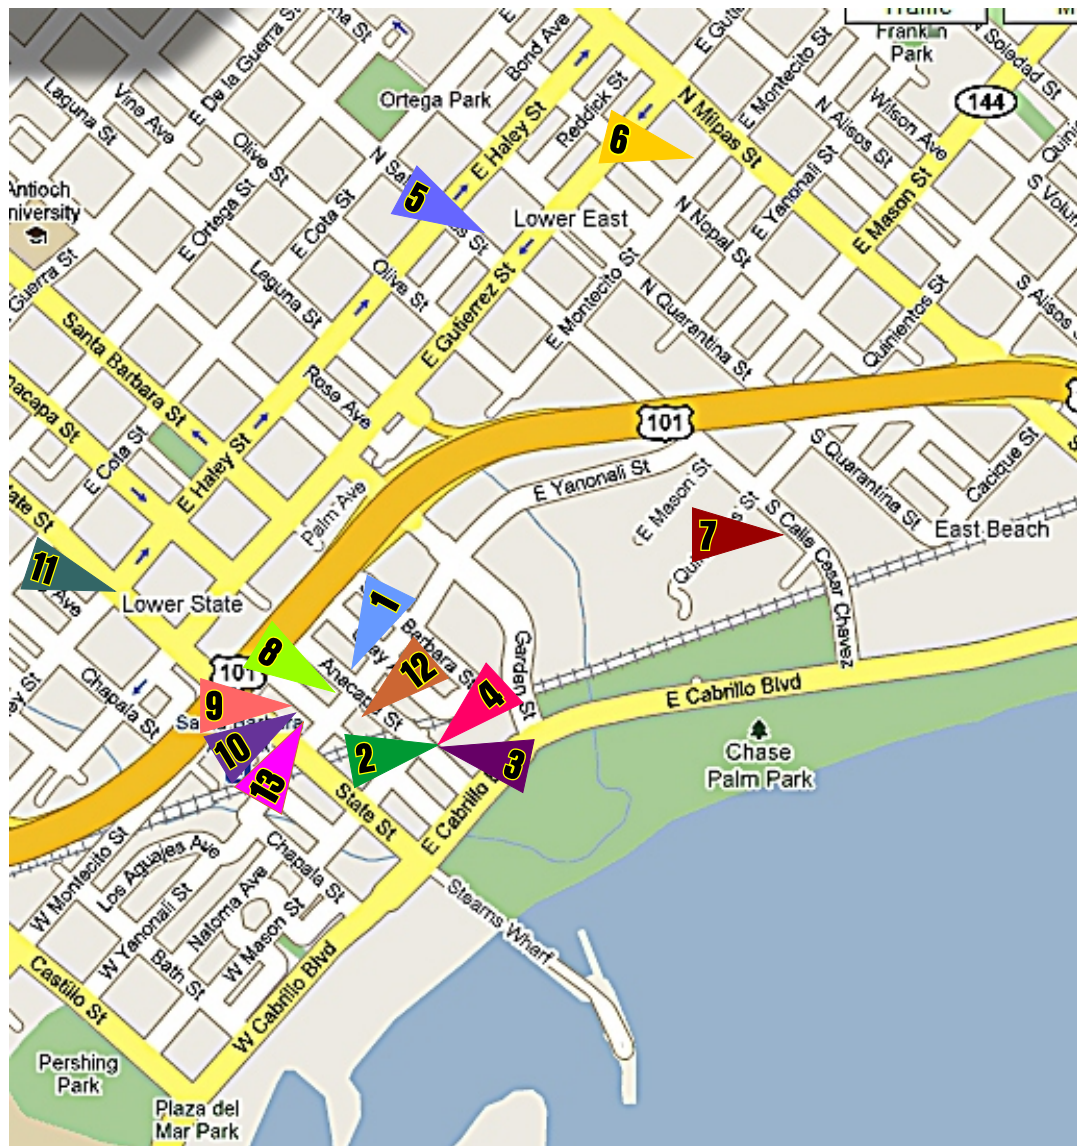 Traffic
Franklin
Park
N Soledad St
144
E De la Guerra St
Bond Ave
E Montecito St
Laguna St
Vine Ave
Ortega Park
Reddick St
N Milpas St
N Alisos St
Wilson Ave
E Haley St
Olive St
6
E Yanonali St
Antioch
University
E Ortega St
E Cota St
5
Lower East
N Nopal St
E Mason St
Guerra St
Laguna St
Olive St
E Gutierrez St
E Montecito St
N Quarantina St
Quinientos St
S Alisos
Santa Barbara St
Rose Ave
101
E Cota St
E Haley St
Palm Ave
E Yanonali St
E Mason St
S Quarantina St
Cacique St
East Beach
7
S Calle Cesar Chavez
11
Lower State
1
Garden St
8
101
12
Barbara St
Anacapa St
4
E Cabrillo Blvd
Chapala St
9
10
2
3
13
Chase
Palm Park
State St
E Cabrillo
W Montecito St
Los Aguajes Ave
Chapala St
W Yanonali St
Natoma Ave
W Mason St
Bath St
Stearns Wharf
Castillo St
W Cabrillo Blvd
Pershing
Park
Plaza del
Mar Park